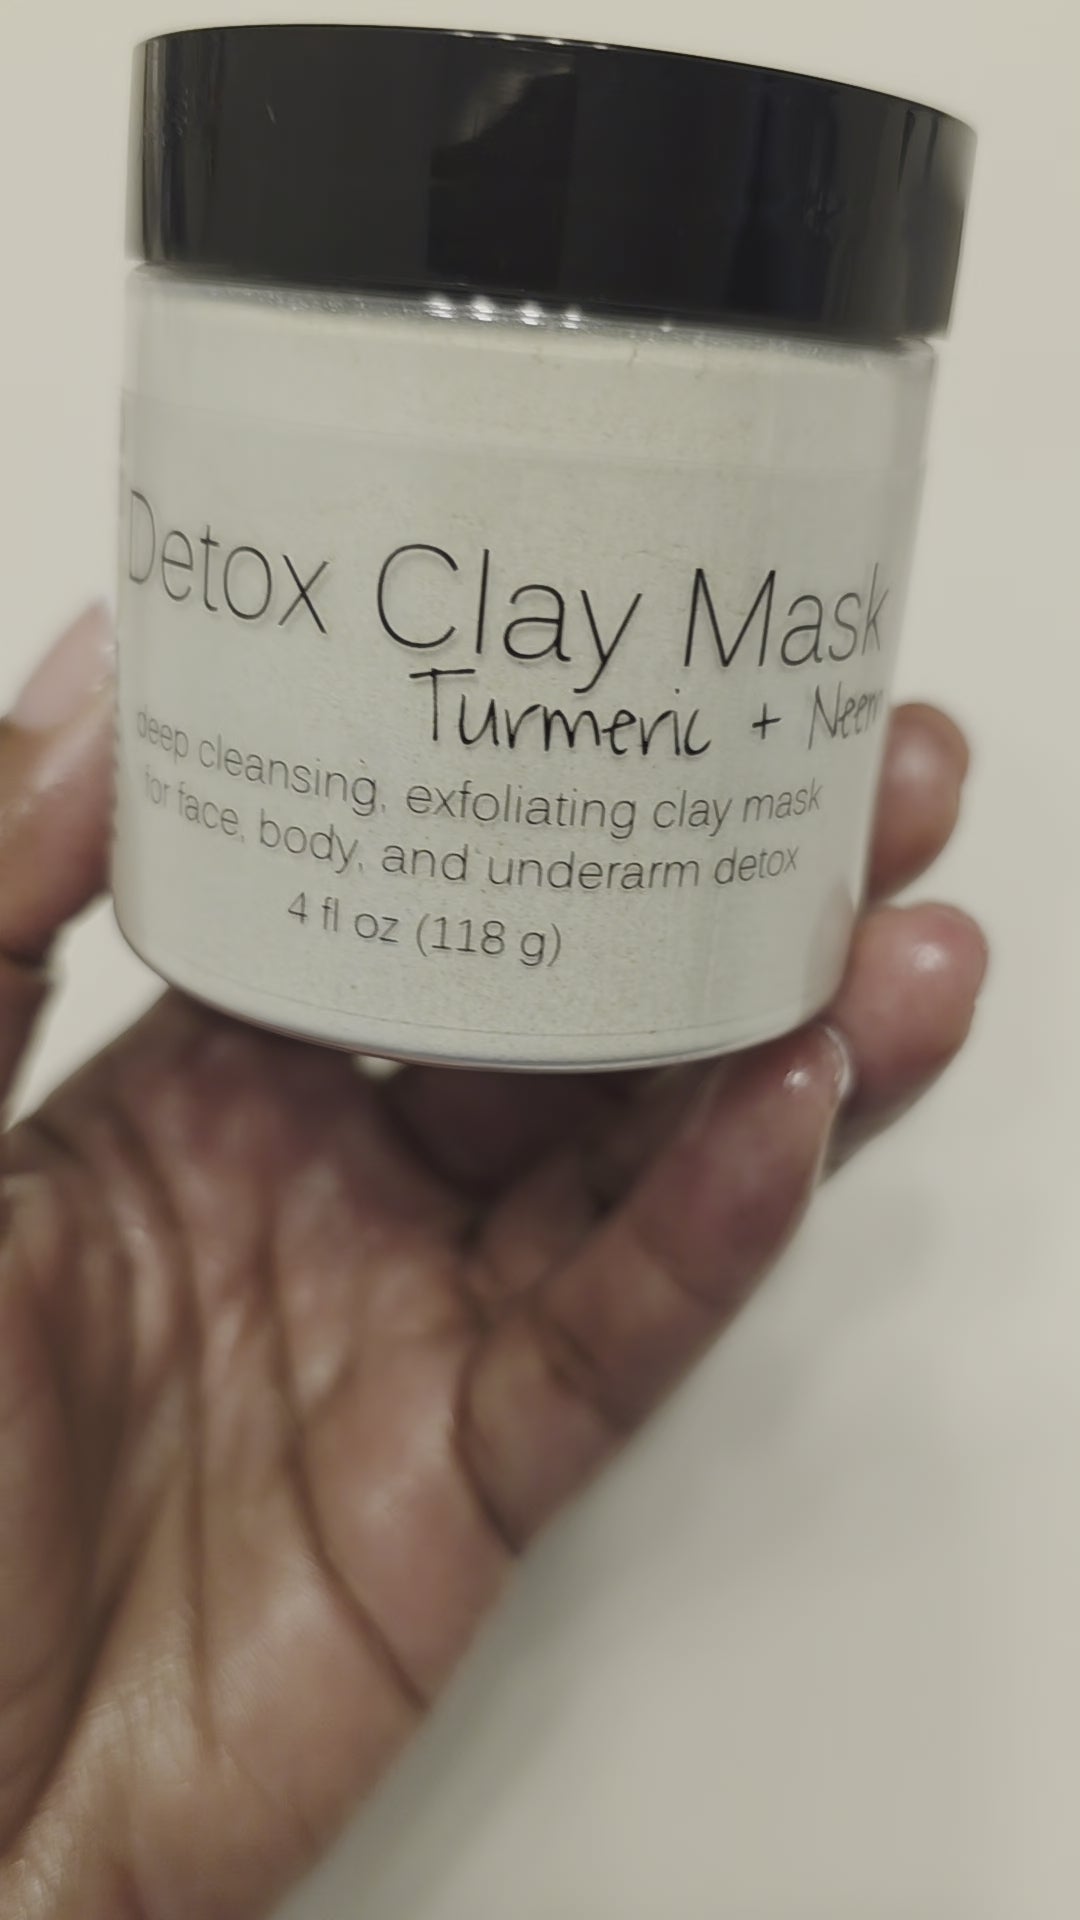 Detox Clay Mask
Turmeric + Neem
deep cleansing, exfoliating clay mask
for face, body, and underarm detox
4 fl oz (118 g)